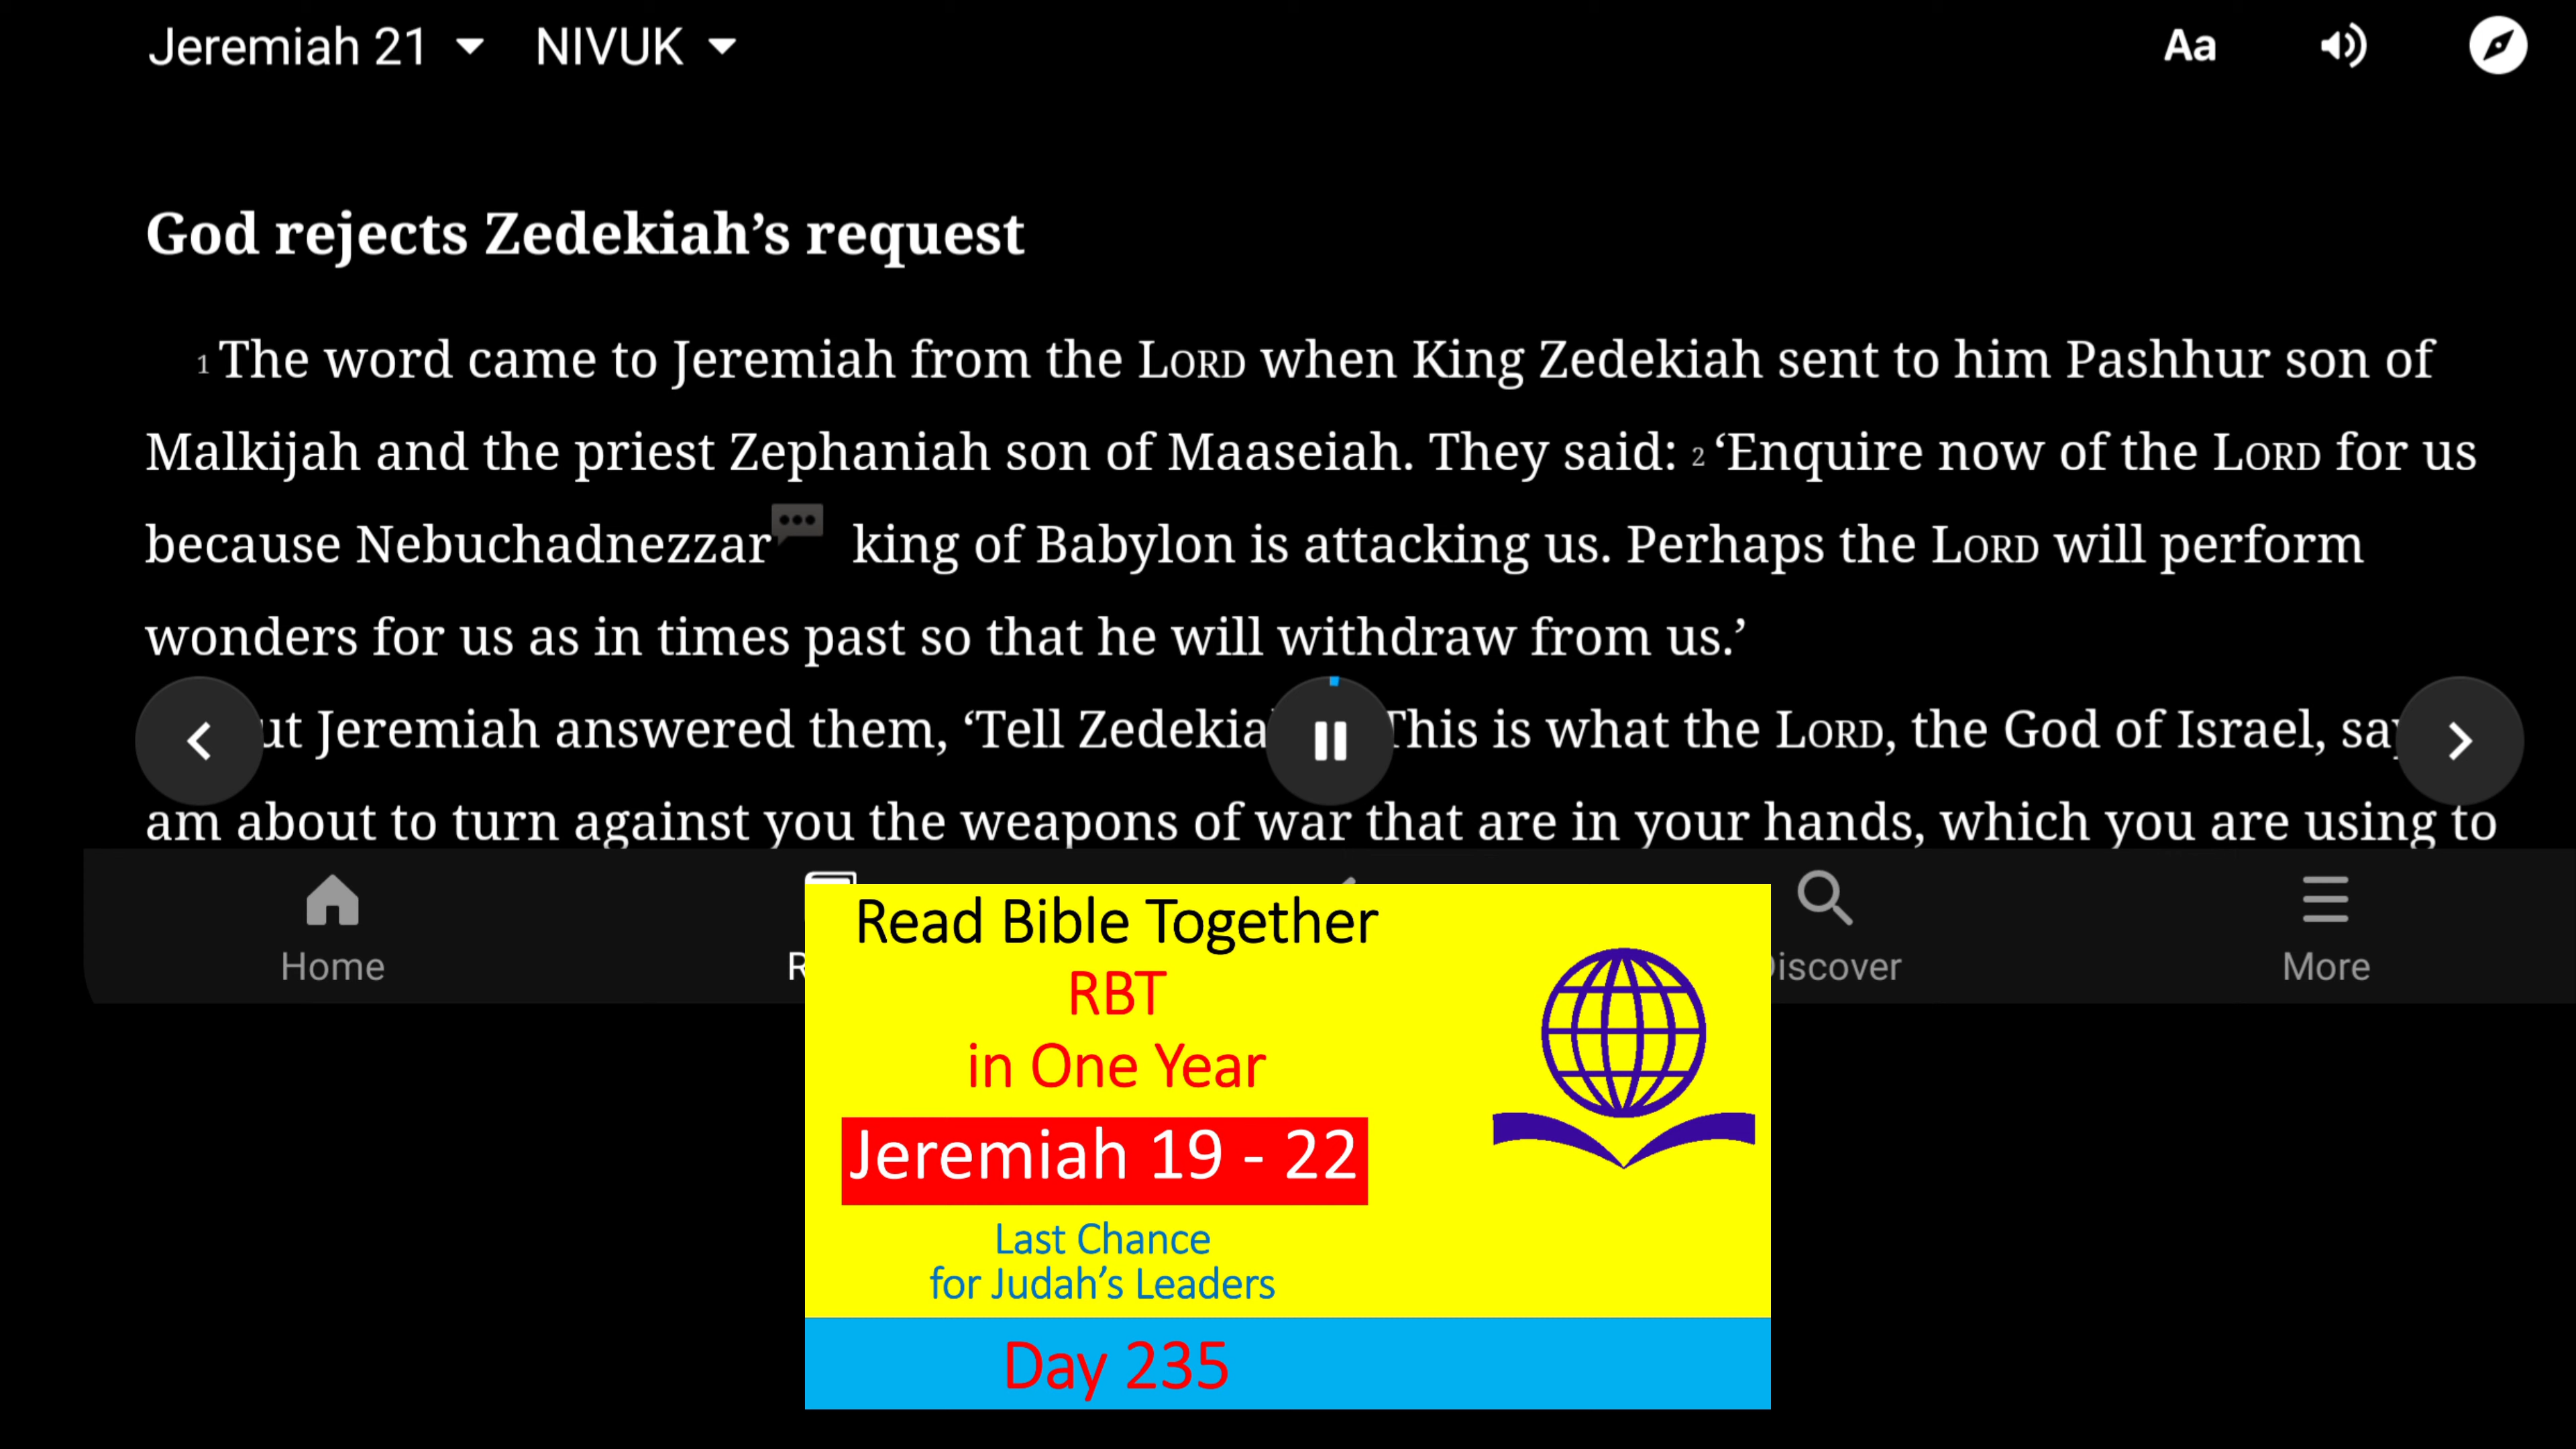 Jeremiah 21 NIVUK Aa
God rejects Zedekiah’s request
1 The word came to Jeremiah from the LORD when King Zedekiah sent to him Pashhur son of
Malkijah and the priest Zephaniah son of Maaseiah. They said: 2 ‘Enquire now of the LORD for us
because Nebuchadnezzar king of Babylon is attacking us. Perhaps the LORD will perform
wonders for us as in times past so that he will withdraw from us.’
Jeremiah answered them, ‘Tell This is what the LORD, the God of Israel,
am about to turn against you the weapons of war that are in your hands, which you are using to
Home
More
Read Bible Together
RBT
in One Year
Jeremiah 19 - 22
Last Chance
for Judah’s Leaders
Day 235